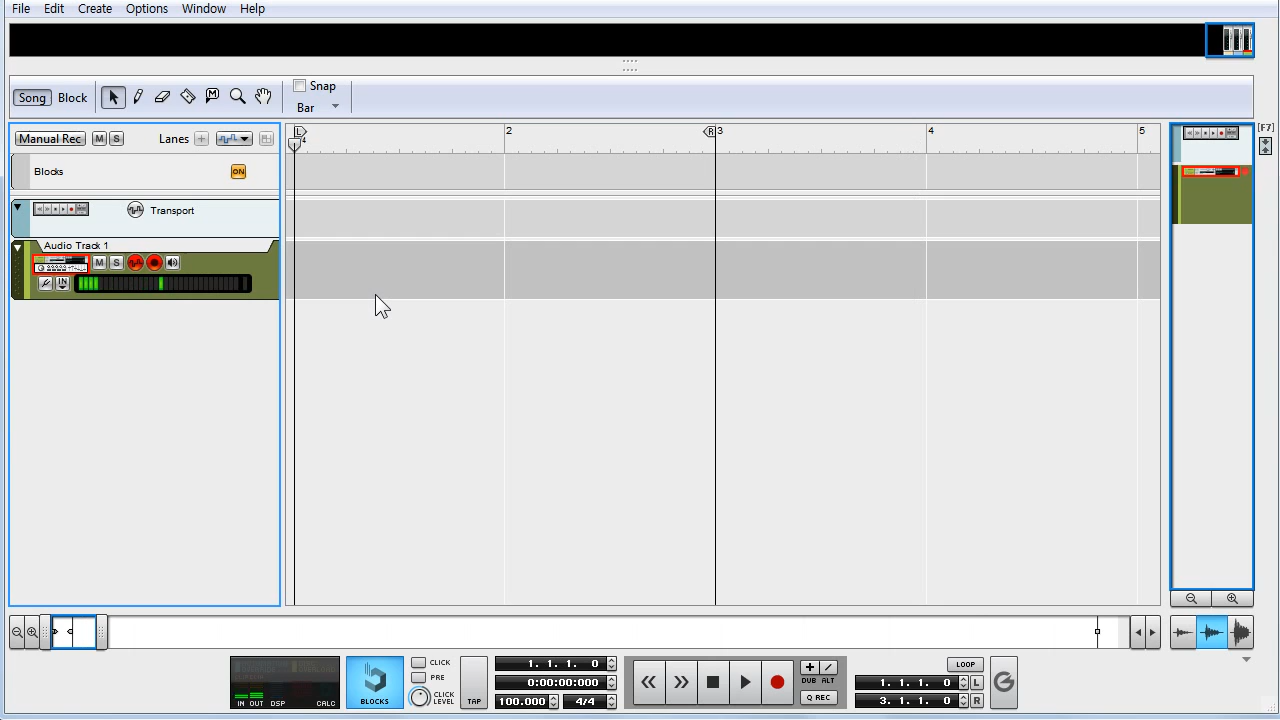 File Edit Create Options Window Help
Song Block
Snap
Bar
[F7]
Manual Rec M S Lanes
L 2 R 3 4 5
4
Blocks ON
Transport
Audio Track 1
M S
IN
IN OUT DSP CALC
BLOCKS
CLICK
PRE
CLICK LEVEL
TAP
1. 1. 1. 0
0:00:00:000
100.000 4/4
DUB ALT
Q REC
LOOP
1. 1. 1. 0 L
3. 1. 1. 0 R